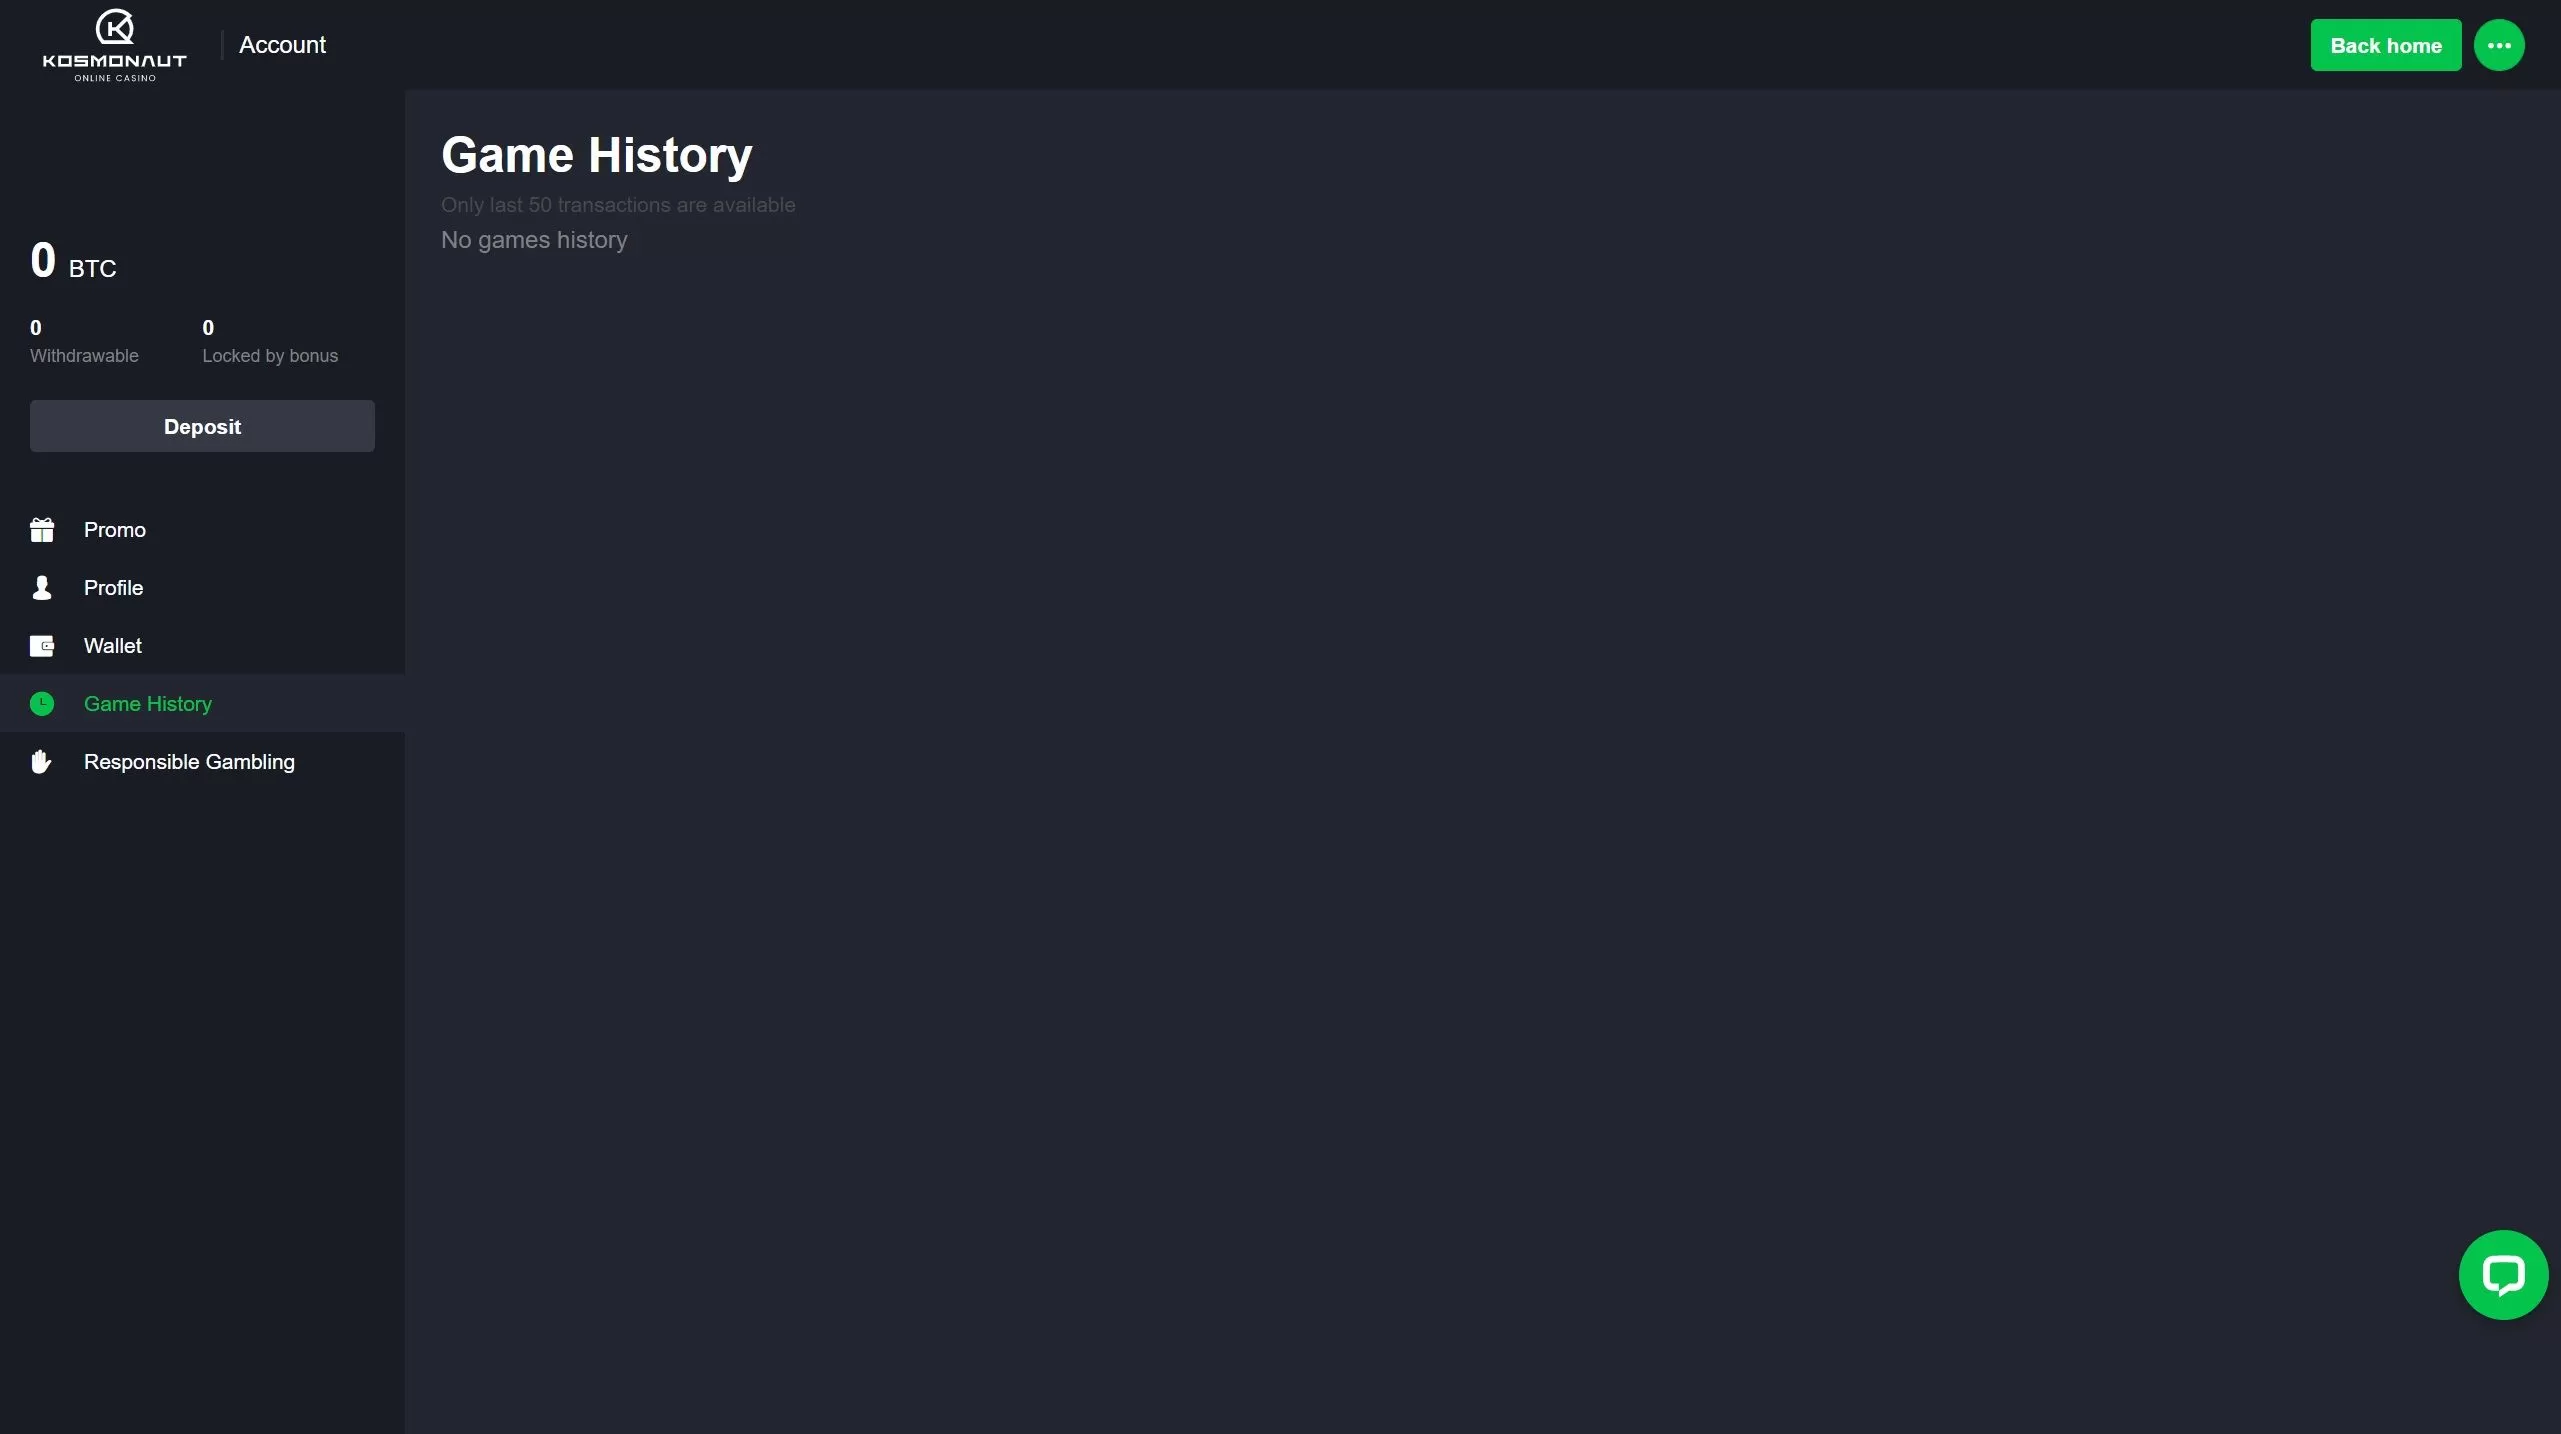 KOSMONAUT
ONLINE CASINO
Account
Back home
Game History
Only last 50 transactions are available
No games history
0 BTC
0
Withdrawable
0
Locked by bonus
Deposit
Promo
Profile
Wallet
Game History
Responsible Gambling